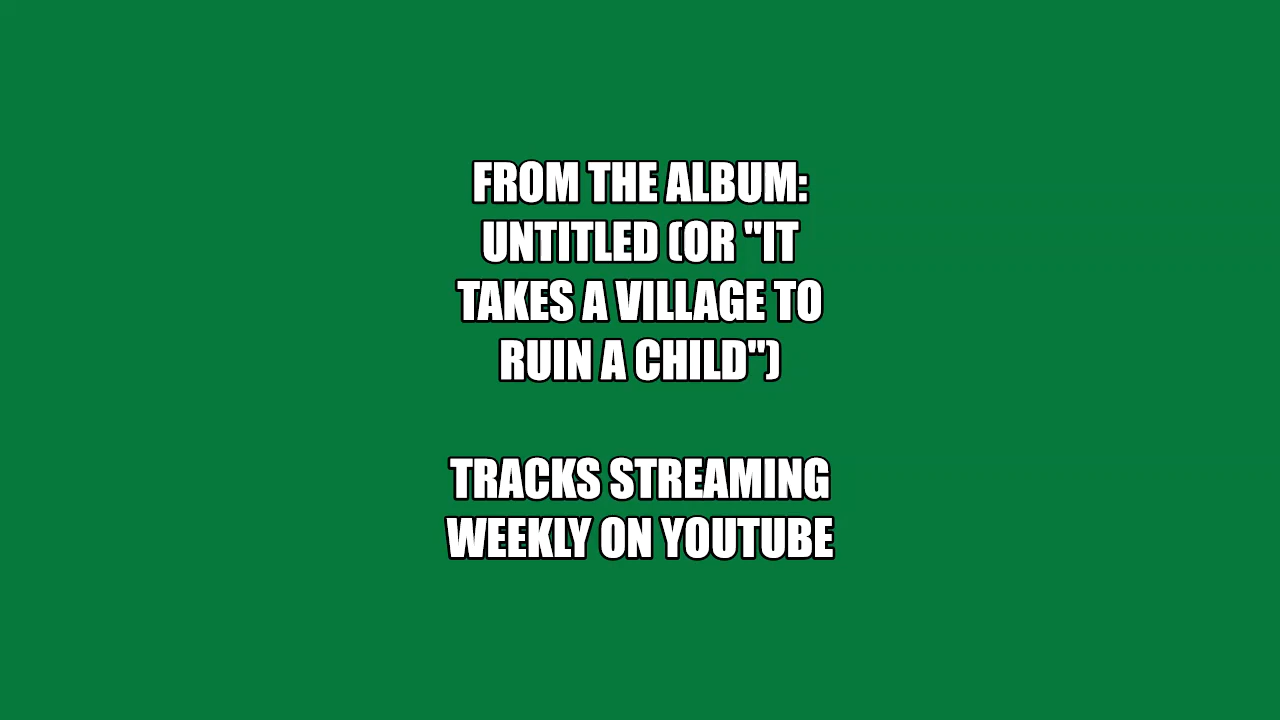 FROM THE ALBUM:
UNTITLED (OR "IT
TAKES A VILLAGE TO
RUIN A CHILD")
TRACKS STREAMING
WEEKLY ON YOUTUBE